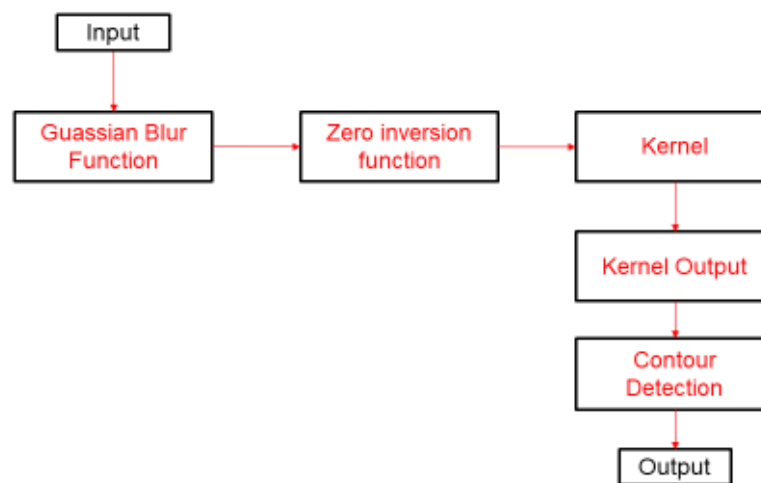 Input
Guassian Blur
Function
Zero inversion
function
Kernel
Kernel Output
Contour
Detection
Output